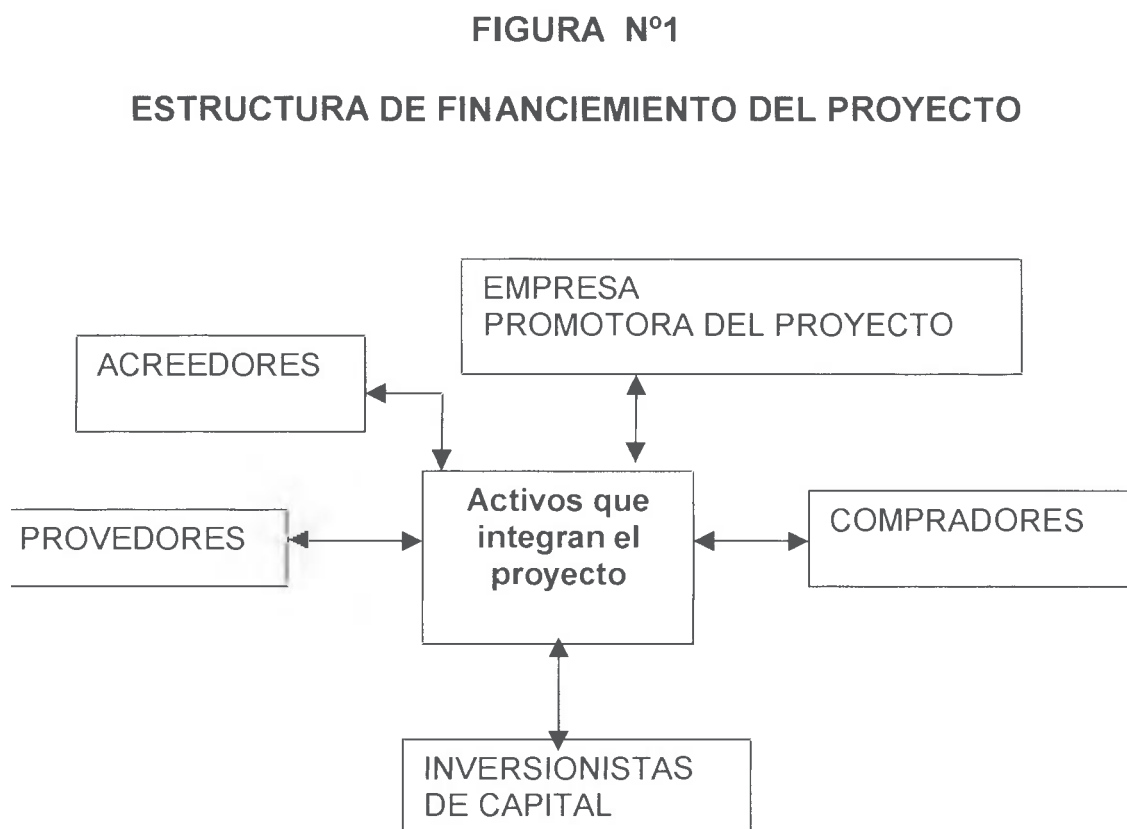 FIGURA Nº1
ESTRUCTURA DE FINANCIEMIENTO DEL PROYECTO
EMPRESA
PROMOTORA DEL PROYECTO
ACREEDORES
Activos que
integran el
proyecto
PROVEDORES
COMPRADORES
INVERSIONISTAS
DE CAPITAL